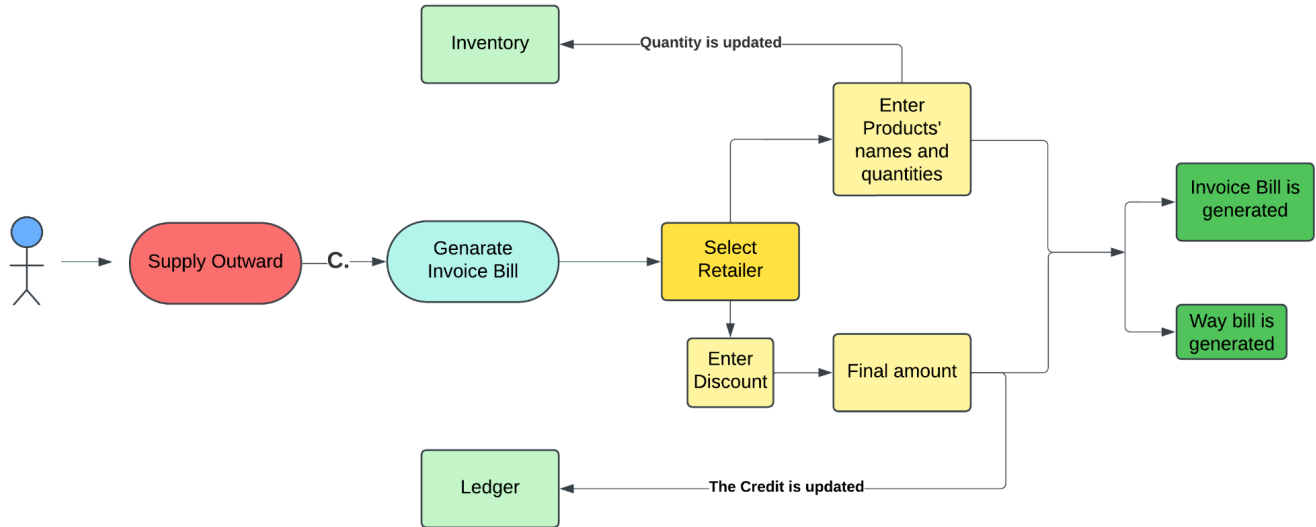 Inventory
Quantity is updated
Enter
Products'
names and
quantities
Invoice Bill is
generated
Supply Outward
C.
Genarate
Invoice Bill
Select
Retailer
Way bill is
generated
Enter
Discount
Final amount
Ledger
The Credit is updated